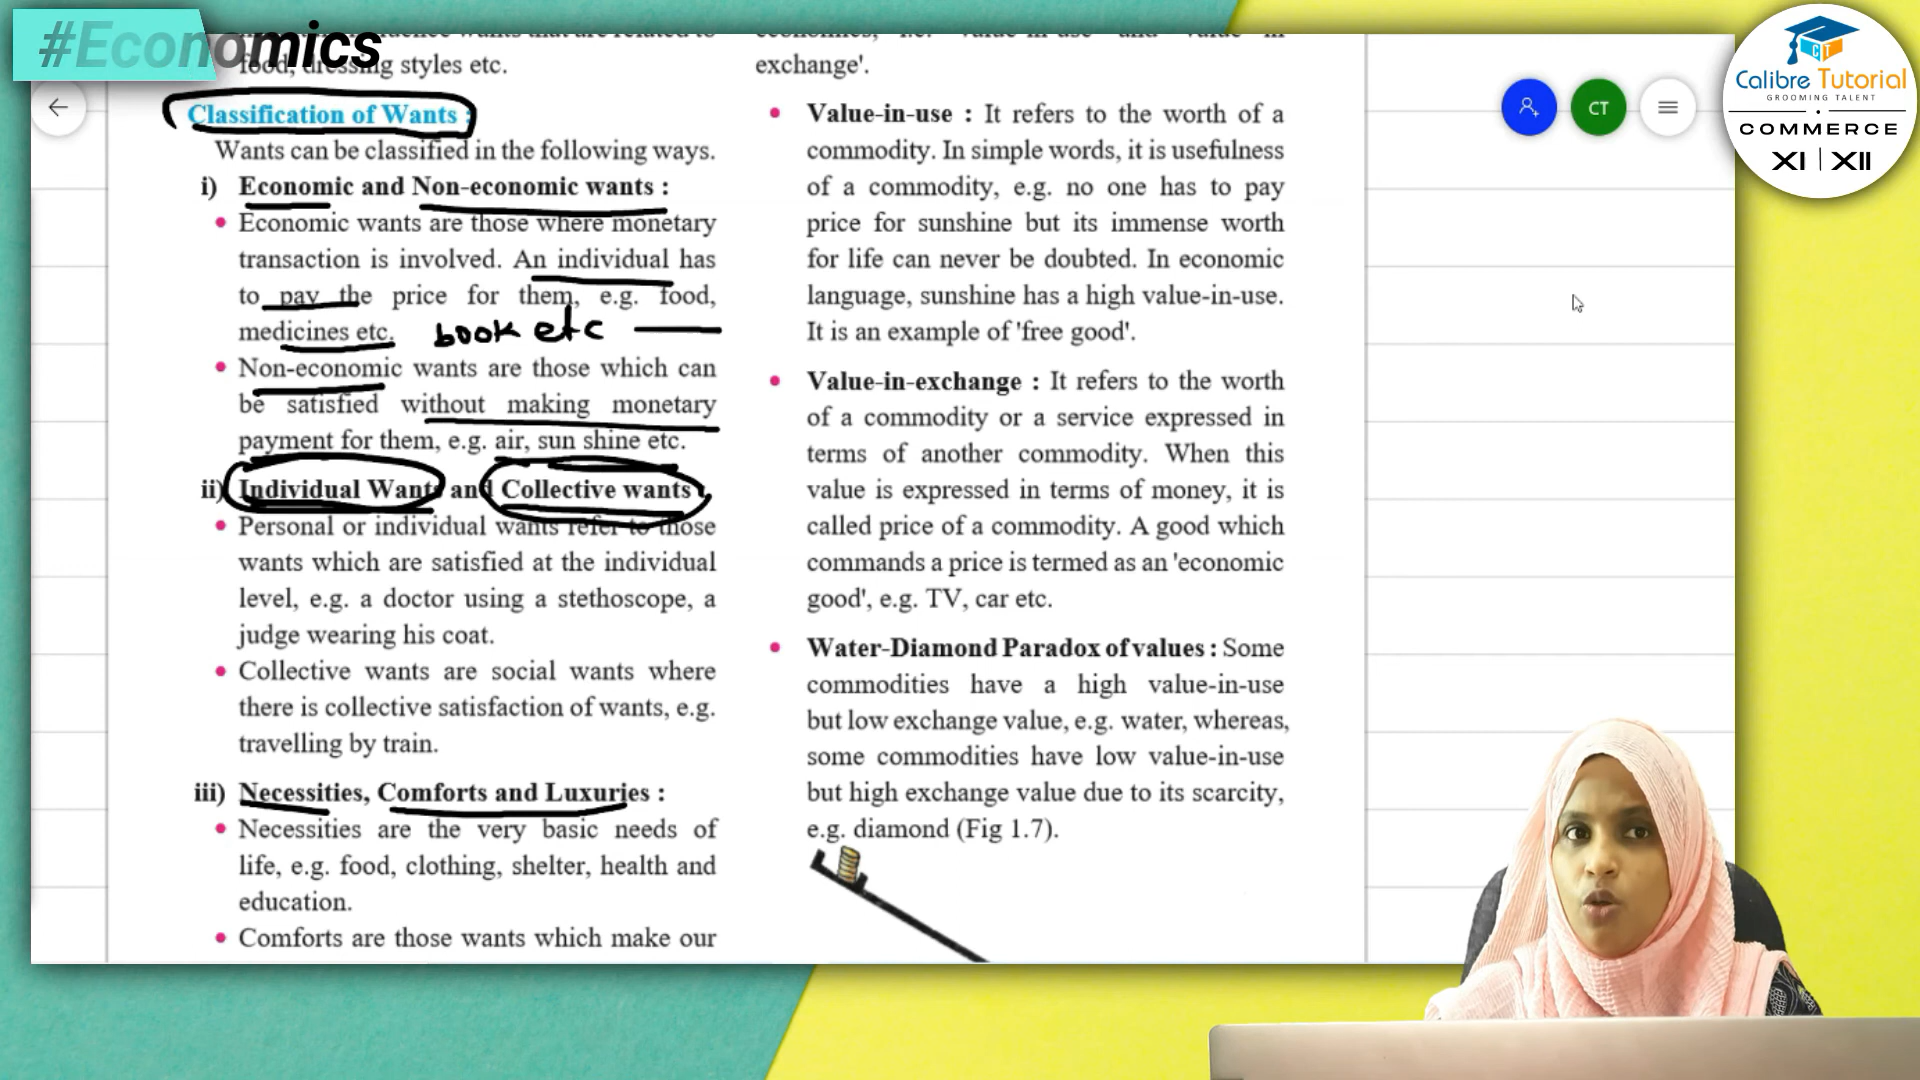 #Economics
food, dressing styles etc.
Classification of Wants :
Wants can be classified in the following ways.
i) Economic and Non-economic wants :
• Economic wants are those where monetary
transaction is involved. An individual has
to pay the price for them, e.g. food,
medicines etc. book etc
• Non-economic wants are those which can
be satisfied without making monetary
payment for them, e.g. air, sun shine etc.
ii) Individual Wants and Collective wants :
• Personal or individual wants refer to those
wants which are satisfied at the individual
level, e.g. a doctor using a stethoscope, a
judge wearing his coat.
• Collective wants are social wants where
there is collective satisfaction of wants, e.g.
travelling by train.
iii) Necessities, Comforts and Luxuries :
• Necessities are the very basic needs of
life, e.g. food, clothing, shelter, health and
education.
• Comforts are those wants which make our
exchange'.
• Value-in-use : It refers to the worth of a
commodity. In simple words, it is usefulness
of a commodity, e.g. no one has to pay
price for sunshine but its immense worth
for life can never be doubted. In economic
language, sunshine has a high value-in-use.
It is an example of 'free good'.
• Value-in-exchange : It refers to the worth
of a commodity or a service expressed in
terms of another commodity. When this
value is expressed in terms of money, it is
called price of a commodity. A good which
commands a price is termed as an 'economic
good', e.g. TV, car etc.
• Water-Diamond Paradox of values : Some
commodities have a high value-in-use
but low exchange value, e.g. water, whereas,
some commodities have low value-in-use
but high exchange value due to its scarcity,
e.g. diamond (Fig 1.7).
CT
CT
Calibre Tutorial
GROOMING TALENT
COMMERCE
XI | XII